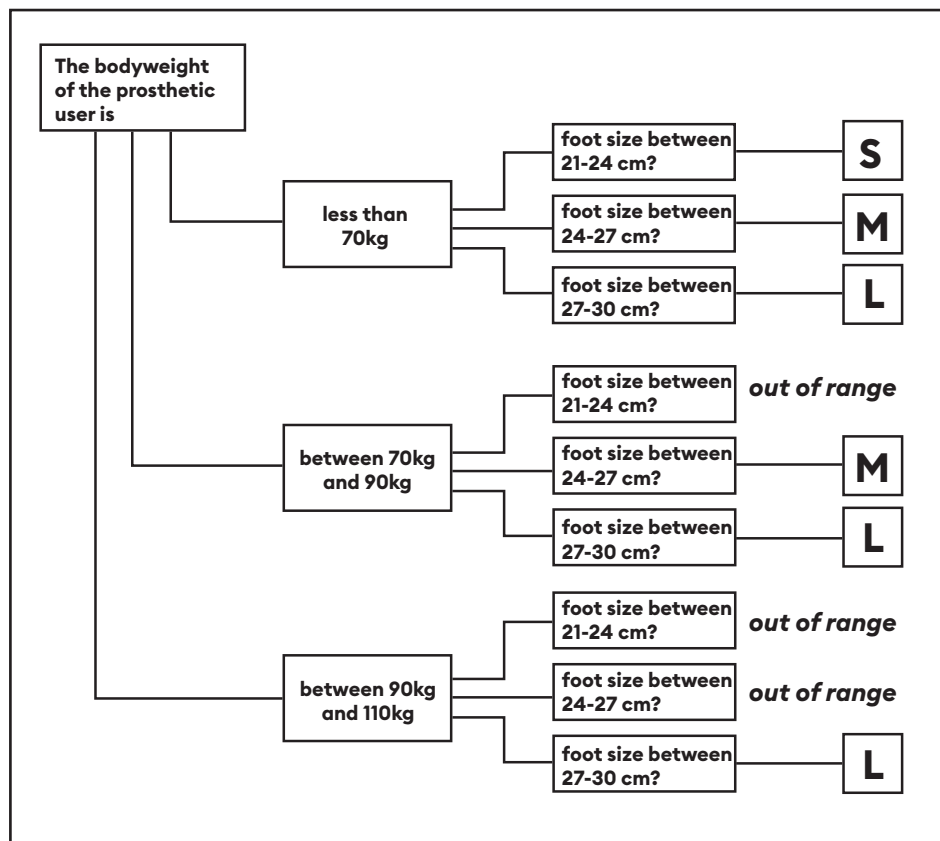 The bodyweight
of the prosthetic
user is
less than
70kg
foot size between
21-24 cm?
S
foot size between
24-27 cm?
M
foot size between
27-30 cm?
L
between 70kg
and 90kg
foot size between
21-24 cm?
out of range
foot size between
24-27 cm?
M
foot size between
27-30 cm?
L
between 90kg
and 110kg
foot size between
21-24 cm?
out of range
foot size between
24-27 cm?
out of range
foot size between
27-30 cm?
L